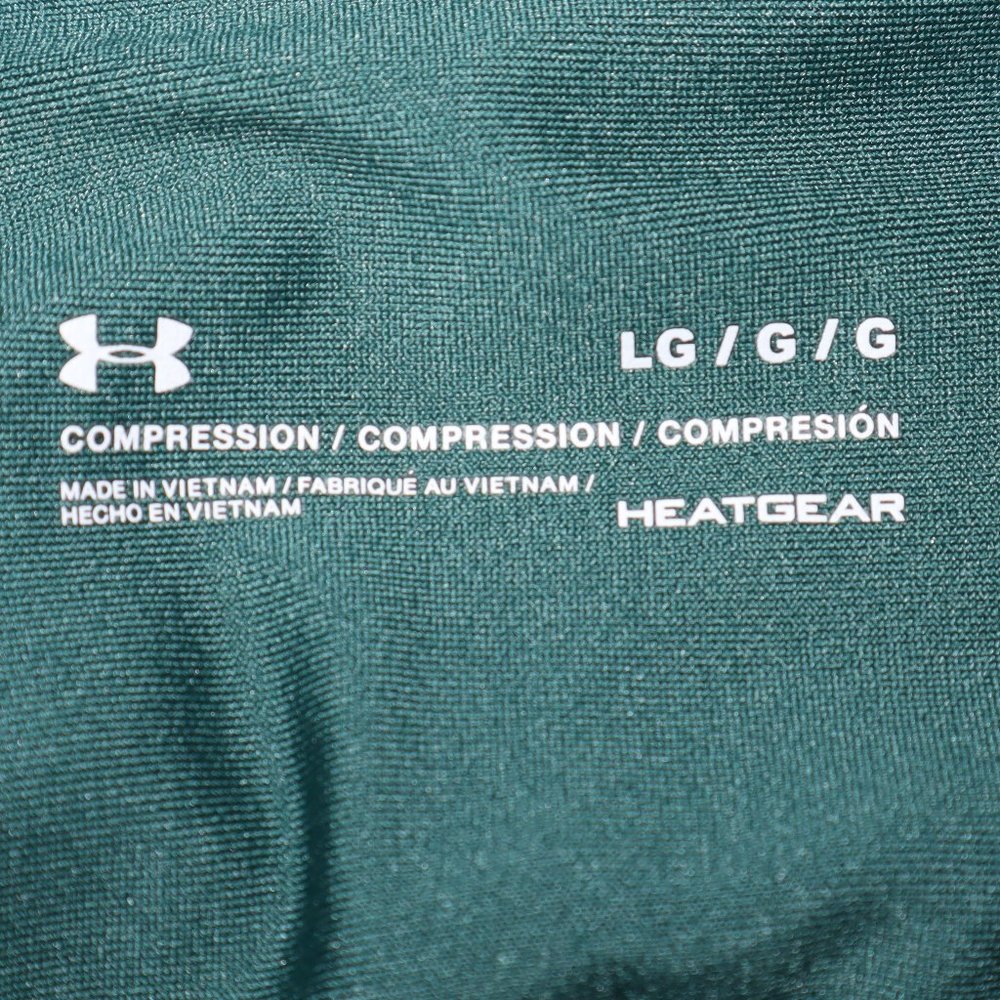 LG / G / G
COMPRESSION / COMPRESSION / COMPRESIÓN
MADE IN VIETNAM / FABRIQUÉ AU VIETNAM /
HECHO EN VIETNAM
HEATGEAR